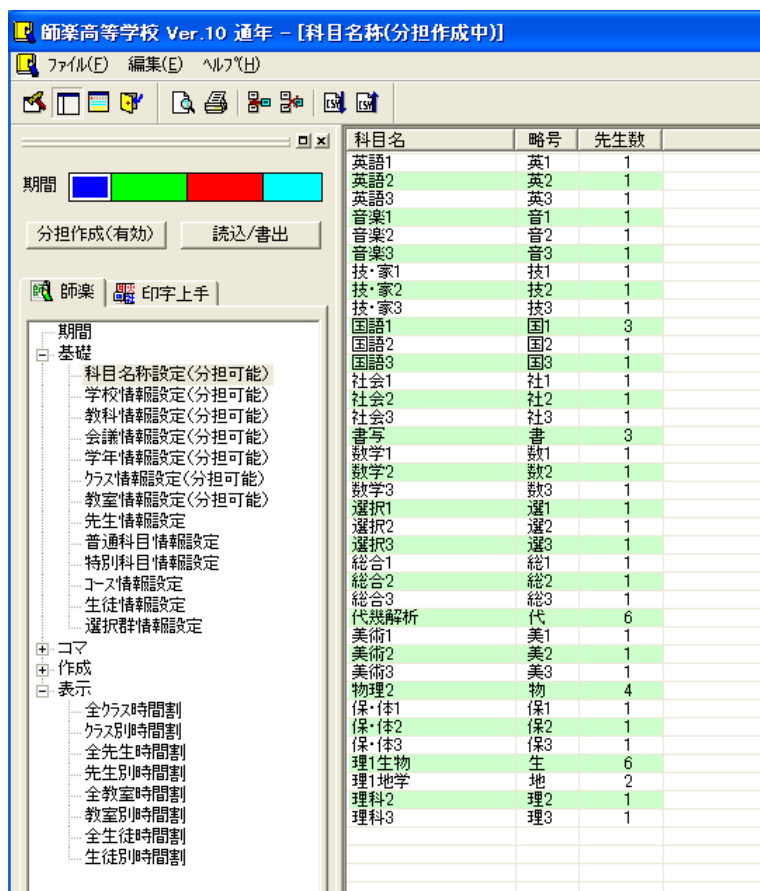 師楽高等学校 Ver.10 通年 - [科目名称(分担作成中)]
ﾌｧｲﾙ(F) 編集(E) ﾍﾙﾌﾟ(H)
CSV CSV
期間
分担作成(有効) 読込/書出
師楽 印字上手
期間
基礎
科目名称設定(分担可能)
学校情報設定(分担可能)
教科情報設定(分担可能)
会議情報設定(分担可能)
学年情報設定(分担可能)
ｸﾗｽ情報設定(分担可能)
教室情報設定(分担可能)
先生情報設定
普通科目情報設定
特別科目情報設定
ｺｰｽ情報設定
生徒情報設定
選択群情報設定
コマ
作成
表示
全ｸﾗｽ時間割
ｸﾗｽ別時間割
全先生時間割
先生別時間割
全教室時間割
教室別時間割
全生徒時間割
生徒別時間割
科目名 略号 先生数
英語1 英1 1
英語2 英2 1
英語3 英3 1
音楽1 音1 1
音楽2 音2 1
音楽3 音3 1
技･家1 技1 1
技･家2 技2 1
技･家3 技3 1
国語1 国1 3
国語2 国2 1
国語3 国3 1
社会1 社1 1
社会2 社2 1
社会3 社3 1
書写 書 3
数学1 数1 1
数学2 数2 1
数学3 数3 1
選択1 選1 1
選択2 選2 1
選択3 選3 1
総合1 総1 1
総合2 総2 1
総合3 総3 1
代幾解析 代 6
美術1 美1 1
美術2 美2 1
美術3 美3 1
物理2 物 4
保･体1 保1 1
保･体2 保2 1
保･体3 保3 1
理1生物 生 6
理1地学 地 2
理科2 理2 1
理科3 理3 1